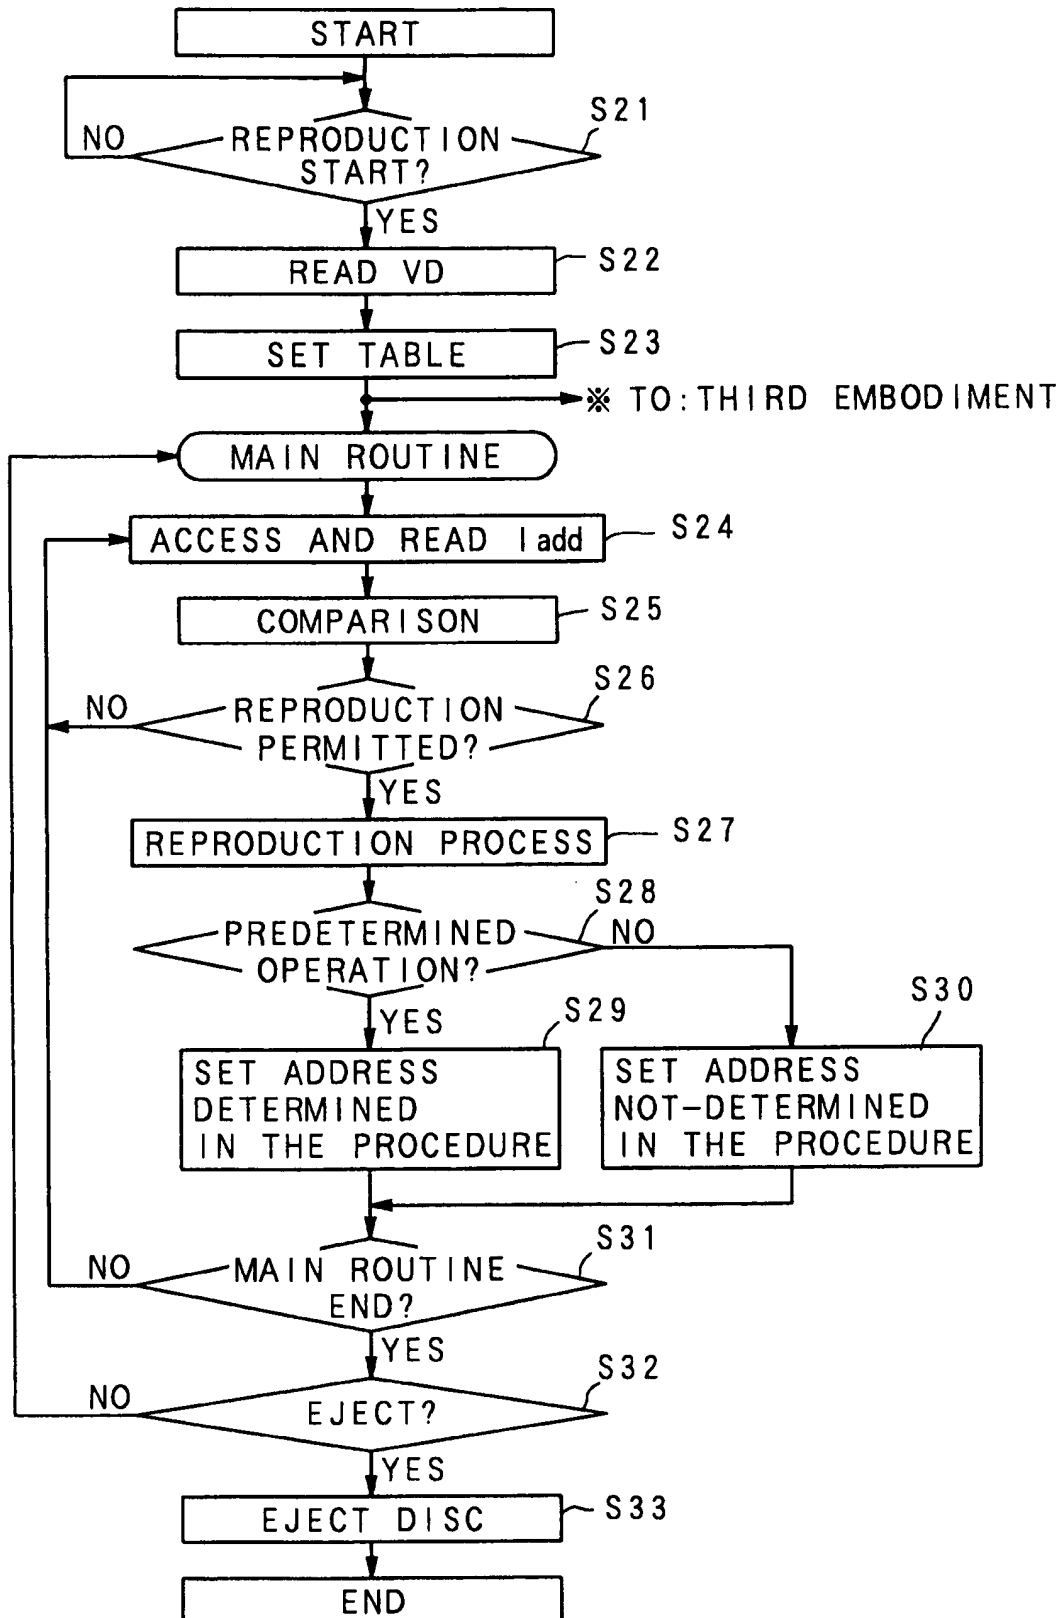 START
S21
NO
REPRODUCTION
START?
YES
READ VD
S22
SET TABLE
S23
※ TO:THIRD EMBODIMENT
MAIN ROUTINE
ACCESS AND READ Iadd
S24
COMPARISON
S25
S26
NO
REPRODUCTION
PERMITTED?
YES
REPRODUCTION PROCESS
S27
S28
PREDETERMINED
OPERATION?
NO
YES
S29
S30
SET ADDRESS
DETERMINED
IN THE PROCEDURE
SET ADDRESS
NOT-DETERMINED
IN THE PROCEDURE
S31
NO
MAIN ROUTINE
END?
YES
S32
NO
EJECT?
YES
EJECT DISC
S33
END